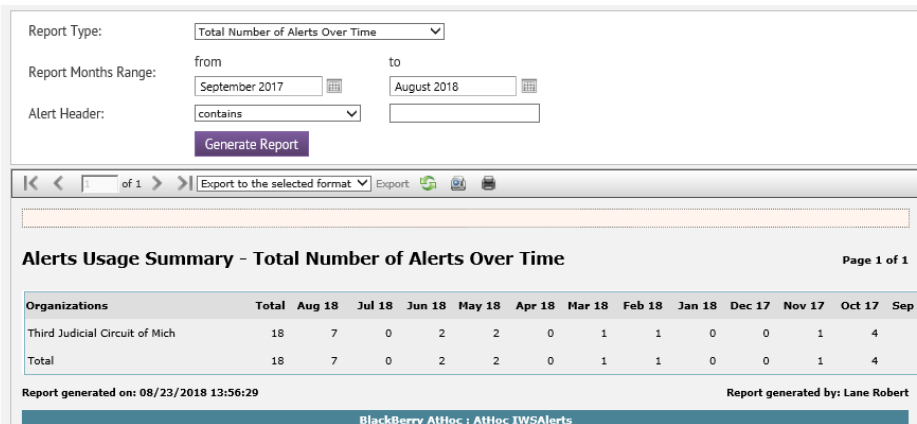 Report Type: Total Number of Alerts Over Time
from to
Report Months Range: September 2017 August 2018
Alert Header: contains
Generate Report
1 of 1 Export to the selected format Export
Alerts Usage Summary - Total Number of Alerts Over Time Page 1 of 1
Organizations Total Aug 18 Jul 18 Jun 18 May 18 Apr 18 Mar 18 Feb 18 Jan 18 Dec 17 Nov 17 Oct 17 Sep
Third Judicial Circuit of Mich 18 7 0 2 2 0 1 1 0 0 1 4
Total 18 7 0 2 2 0 1 1 0 0 1 4
Report generated on: 08/23/2018 13:56:29 Report generated by: Lane Robert
BlackBerry AtHoc : AtHoc IWSAlerts